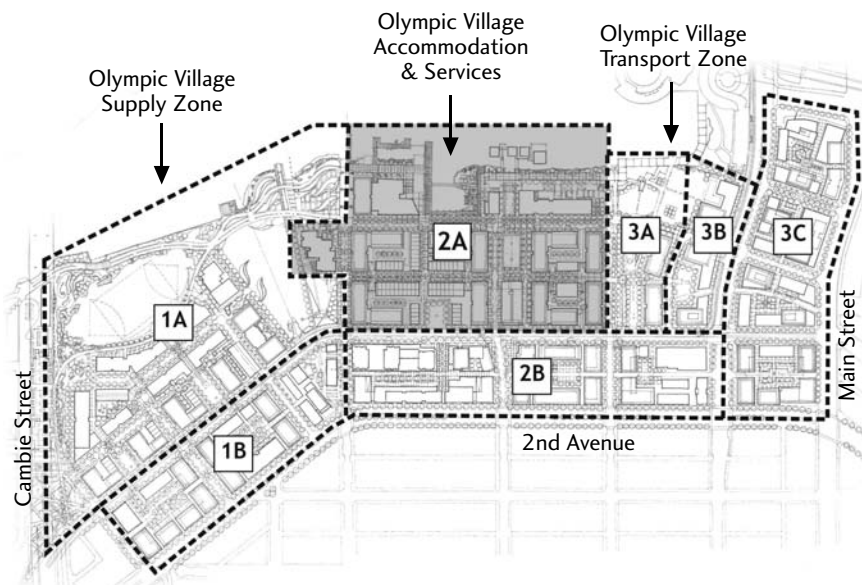 Olympic Village
Accommodation
& Services
Olympic Village
Transport Zone
Olympic Village
Supply Zone
2A
3A
3B
3C
1A
2B
1B
Cambie Street
Main Street
2nd Avenue